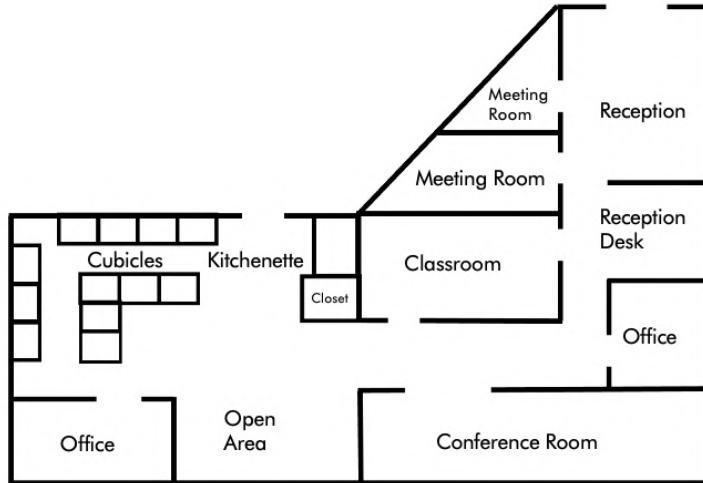 Meeting
Room
Reception
Meeting Room
Reception
Desk
Cubicles
Kitchenette
Classroom
Closet
Office
Open
Area
Office
Conference Room